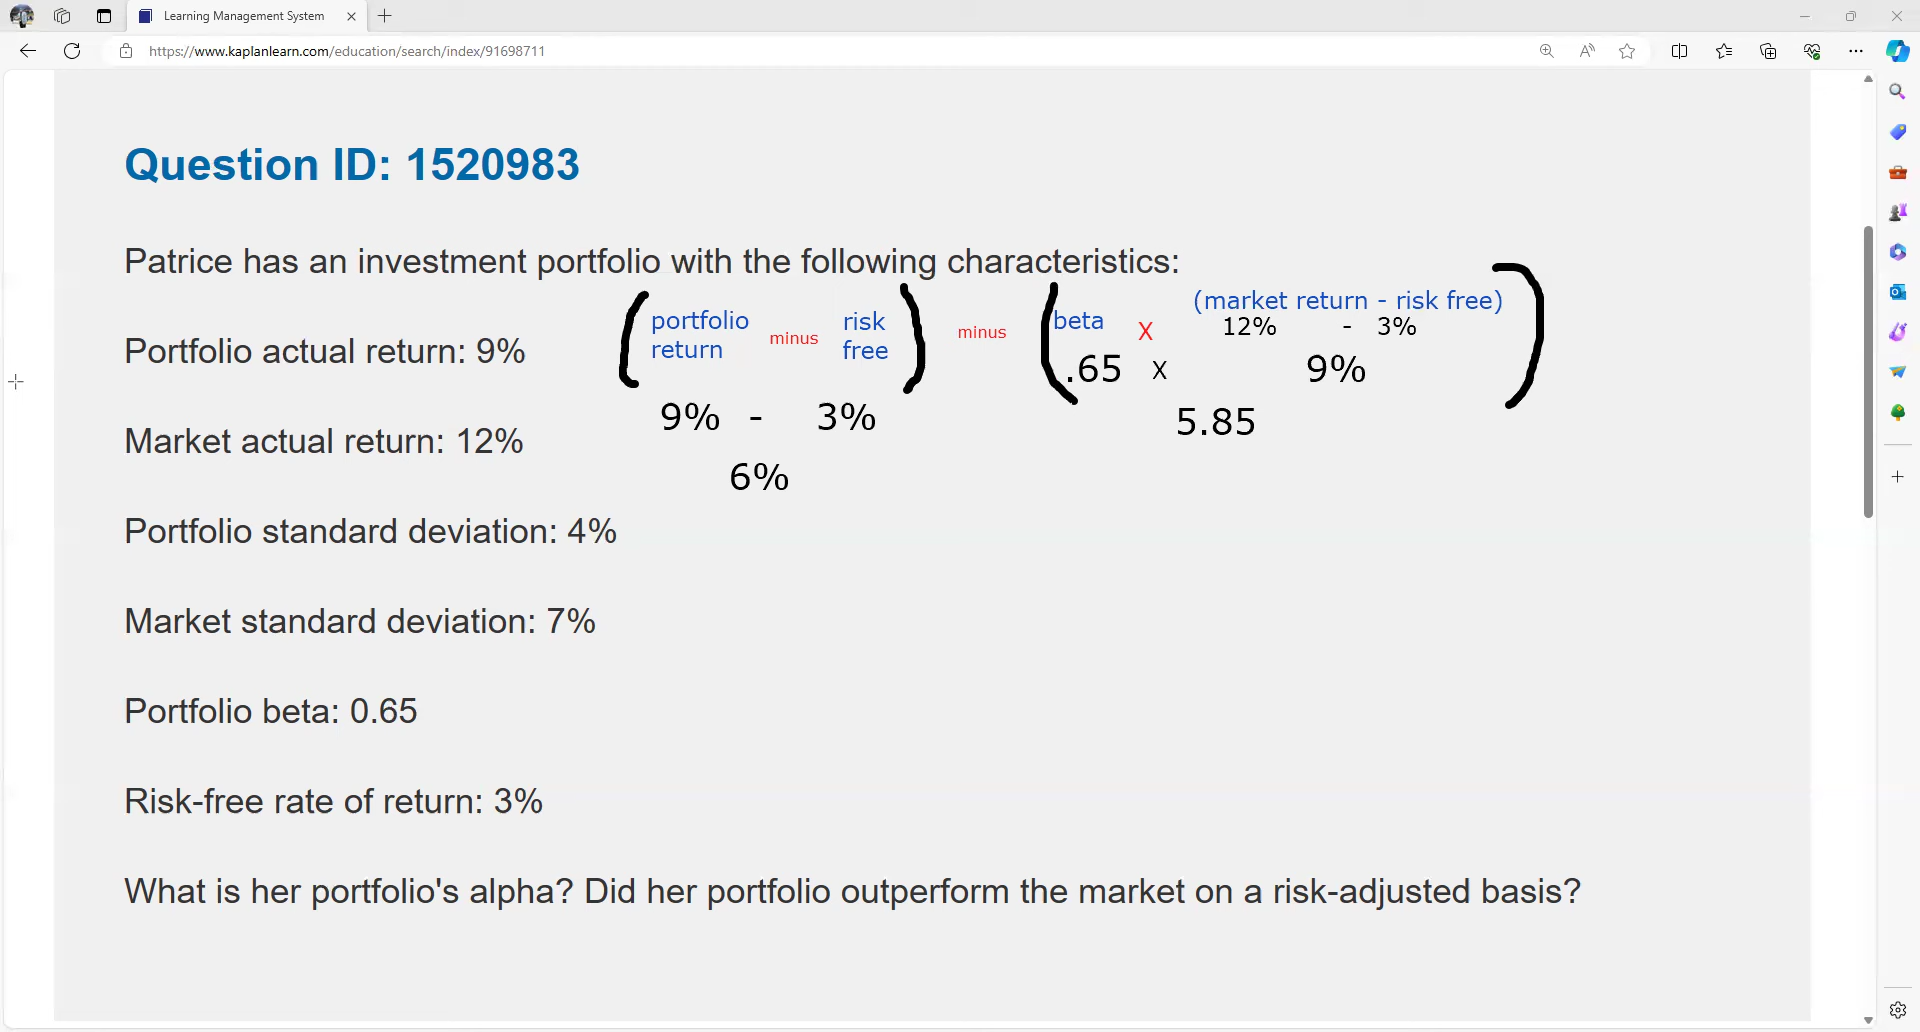 Learning Management System
https://www.kaplanlearn.com/education/search/index/91698711
Question ID: 1520983
Patrice has an investment portfolio with the following characteristics:
(portfolio return minus risk free) minus (beta X (market return - risk free))
12% - 3%
.65 X 9%
Portfolio actual return: 9%
9% - 3%
5.85
Market actual return: 12%
6%
Portfolio standard deviation: 4%
Market standard deviation: 7%
Portfolio beta: 0.65
Risk-free rate of return: 3%
What is her portfolio's alpha? Did her portfolio outperform the market on a risk-adjusted basis?